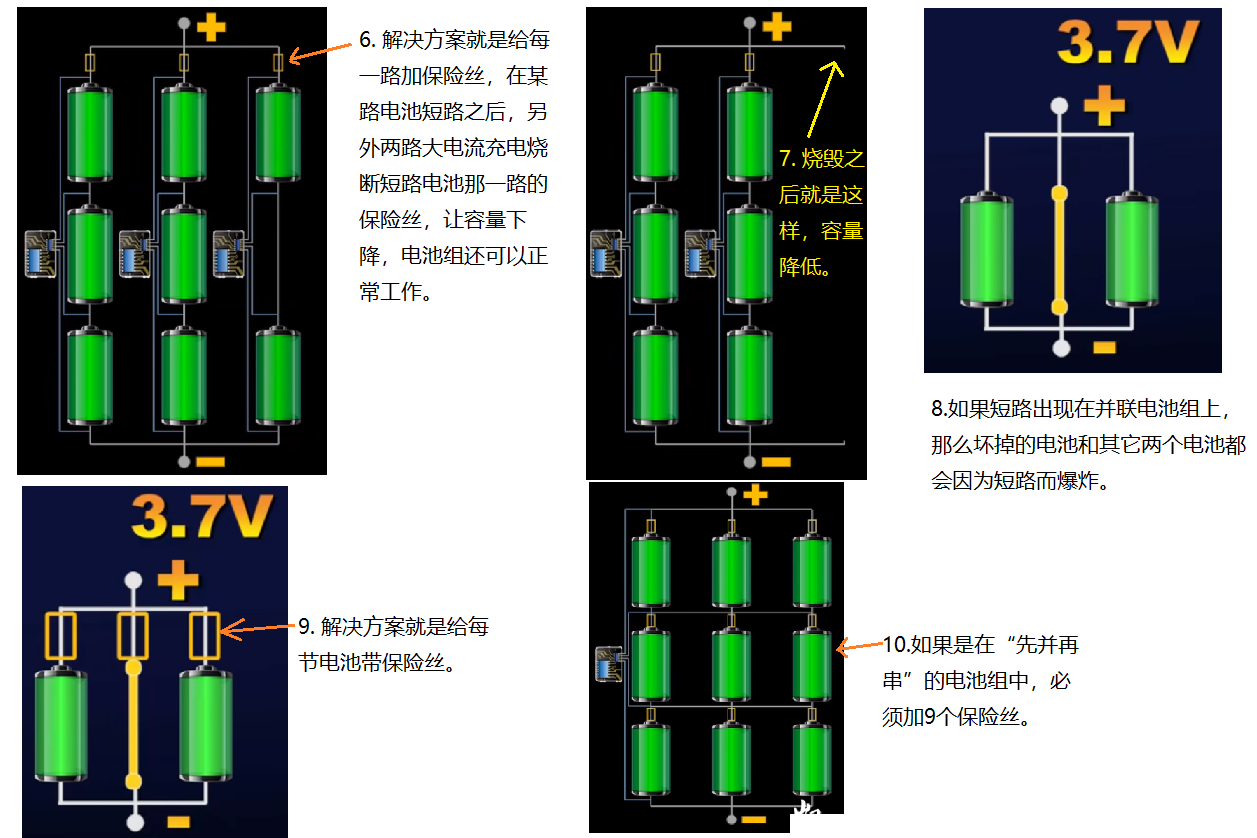 6. 解决方案就是给每
一路加保险丝，在某
路电池短路之后，另
外两路大电流充电烧
断短路电池那一路的
保险丝，让容量下
降，电池组还可以正
常工作。
7. 烧毁之
后就是这
样，容量
降低。
3.7V
8.如果短路出现在并联电池组上，
那么坏掉的电池和其它两个电池都
会因为短路而爆炸。
3.7V
9. 解决方案就是给每
节电池带保险丝。
10.如果是在“先并再
串”的电池组中，必
须加9个保险丝。